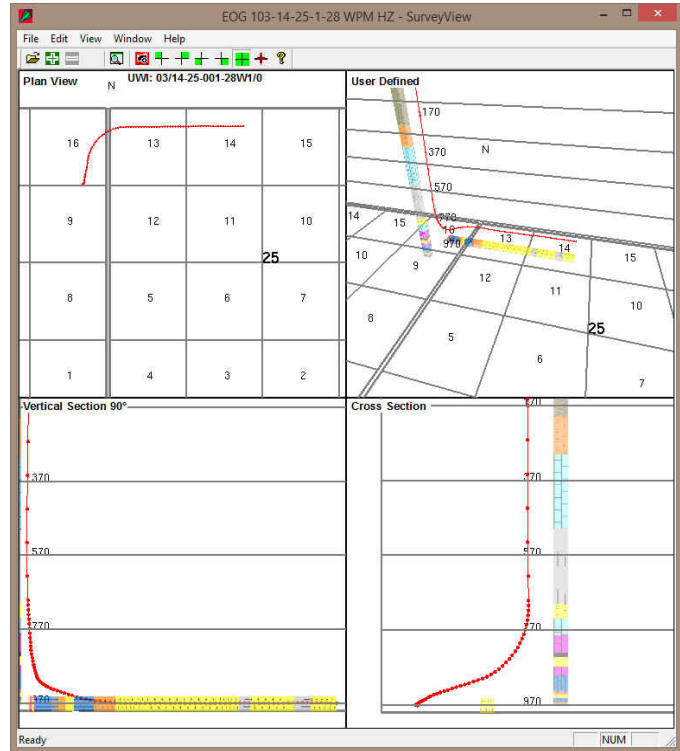 EOG 103-14-25-1-28 WPM HZ - SurveyView
File Edit View Window Help
Plan View
N
UWI: 03/14-25-001-28W1/0
16 13 14 15
9 12 11 10
25
8 5 6 7
1 4 3 2
User Defined
170
370
N
570
770
14 15 16 13 14 15
970
10 9 12 11 10
8 5 25
6 7
Vertical Section 90°
370
570
770
970
Cross Section
170
370
570
770
970
Ready
NUM